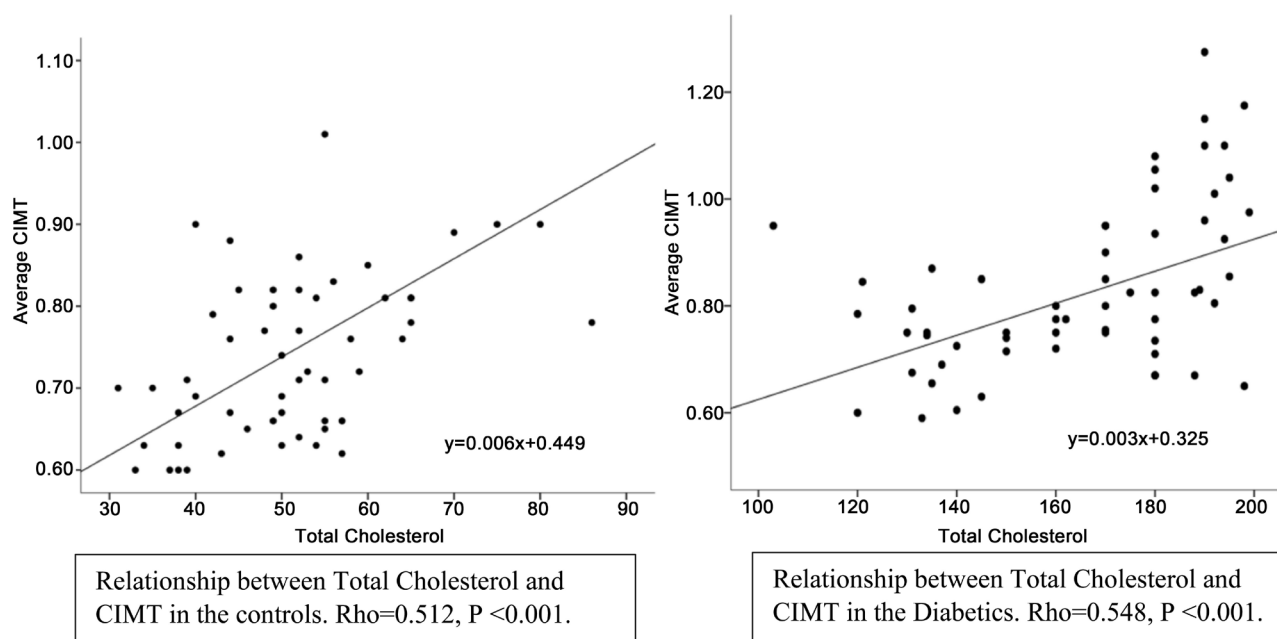 1.10
1.00
0.90
0.80
0.70
0.60
Average CIMT
y=0.006x+0.449
30 40 50 60 70 80 90
Total Cholesterol
Relationship between Total Cholesterol and
CIMT in the controls. Rho=0.512, P <0.001.
1.20
1.00
0.80
0.60
Average CIMT
y=0.003x+0.325
100 120 140 160 180 200
Total Cholesterol
Relationship between Total Cholesterol and
CIMT in the Diabetics. Rho=0.548, P <0.001.